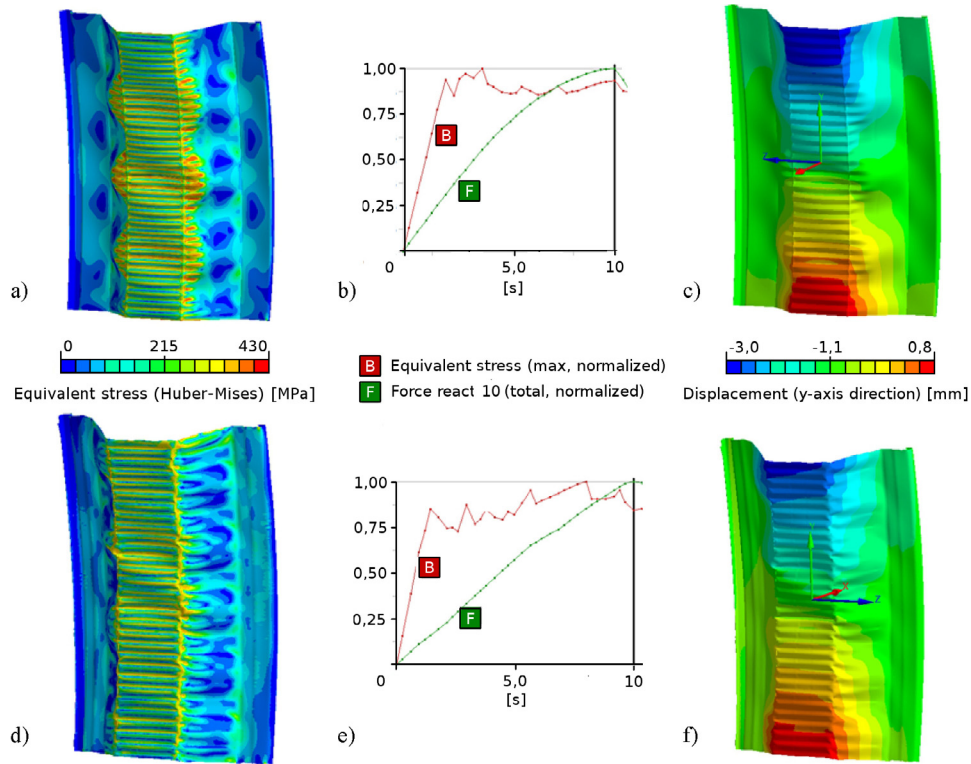 a)
0 215 430
Equivalent stress (Huber-Mises) [MPa]
b)
1,00
0,75
B
0,50
F
0,25
0 5,0 10
[s]
c)
Y
Z
B Equivalent stress (max, normalized)
F Force react 10 (total, normalized)
-3,0 -1,1 0,8
Displacement (y-axis direction) [mm]
d)
e)
1,00
0,75
B
0,50
F
0,25
0 5,0 10
[s]
f)
Y
X
Z